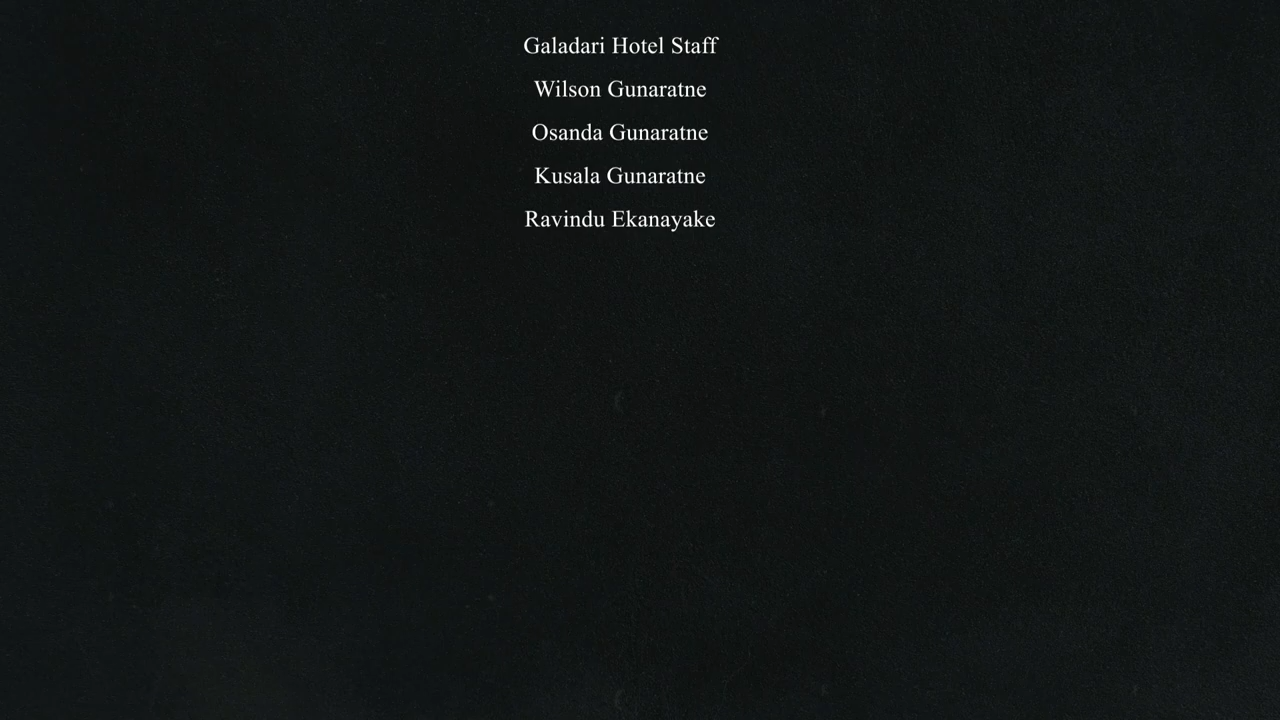 Galadari Hotel Staff
Wilson Gunaratne
Osanda Gunaratne
Kusala Gunaratne
Ravindu Ekanayake